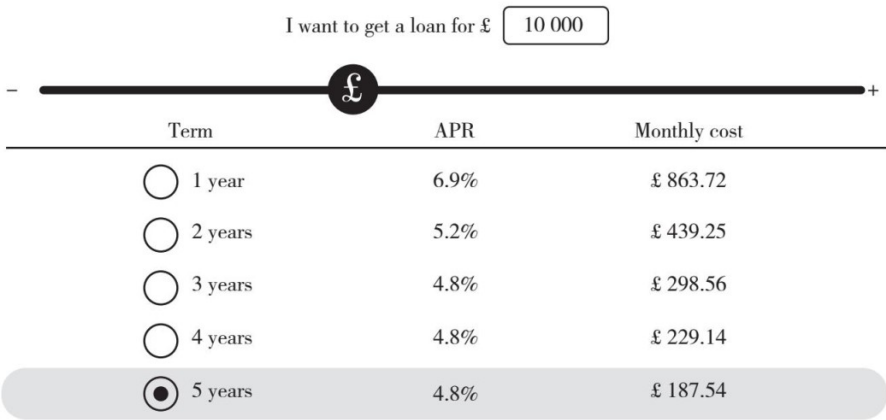 I want to get a loan for £ 10 000
- £ +
Term APR Monthly cost
1 year 6.9% £ 863.72
2 years 5.2% £ 439.25
3 years 4.8% £ 298.56
4 years 4.8% £ 229.14
5 years 4.8% £ 187.54